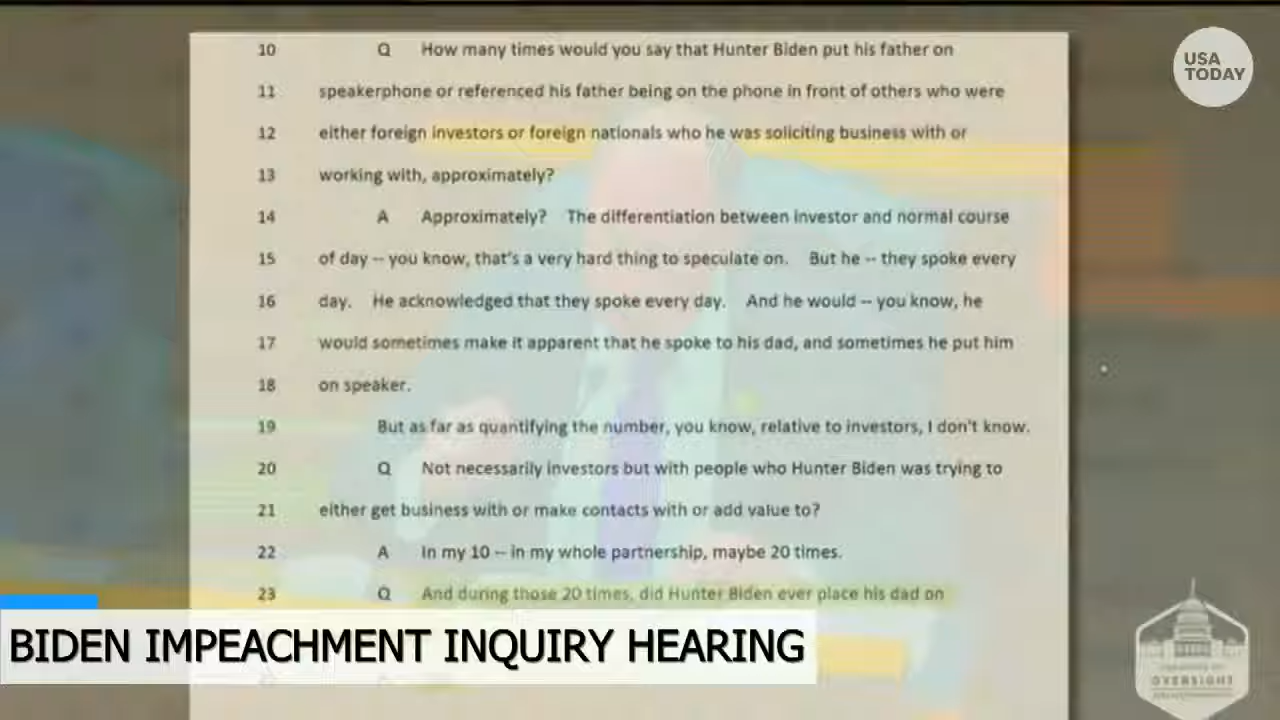 USA
TODAY
10 Q How many times would you say that Hunter Biden put his father on
11 speakerphone or referenced his father being on the phone in front of others who were
12 either foreign investors or foreign nationals who he was soliciting business with or
13 working with, approximately?
14 A Approximately? The differentiation between investor and normal course
15 of day -- you know, that's a very hard thing to speculate on. But he -- they spoke every
16 day. He acknowledged that they spoke every day. And he would -- you know, he
17 would sometimes make it apparent that he spoke to his dad, and sometimes he put him
18 on speaker.
19 But as far as quantifying the number, you know, relative to investors, I don't know.
20 Q Not necessarily investors but with people who Hunter Biden was trying to
21 either get business with or make contacts with or add value to?
22 A In my 10 -- in my whole partnership, maybe 20 times.
23 Q And during those 20 times, did Hunter Biden ever place his dad on
BIDEN IMPEACHMENT INQUIRY HEARING
OVERSIGHT